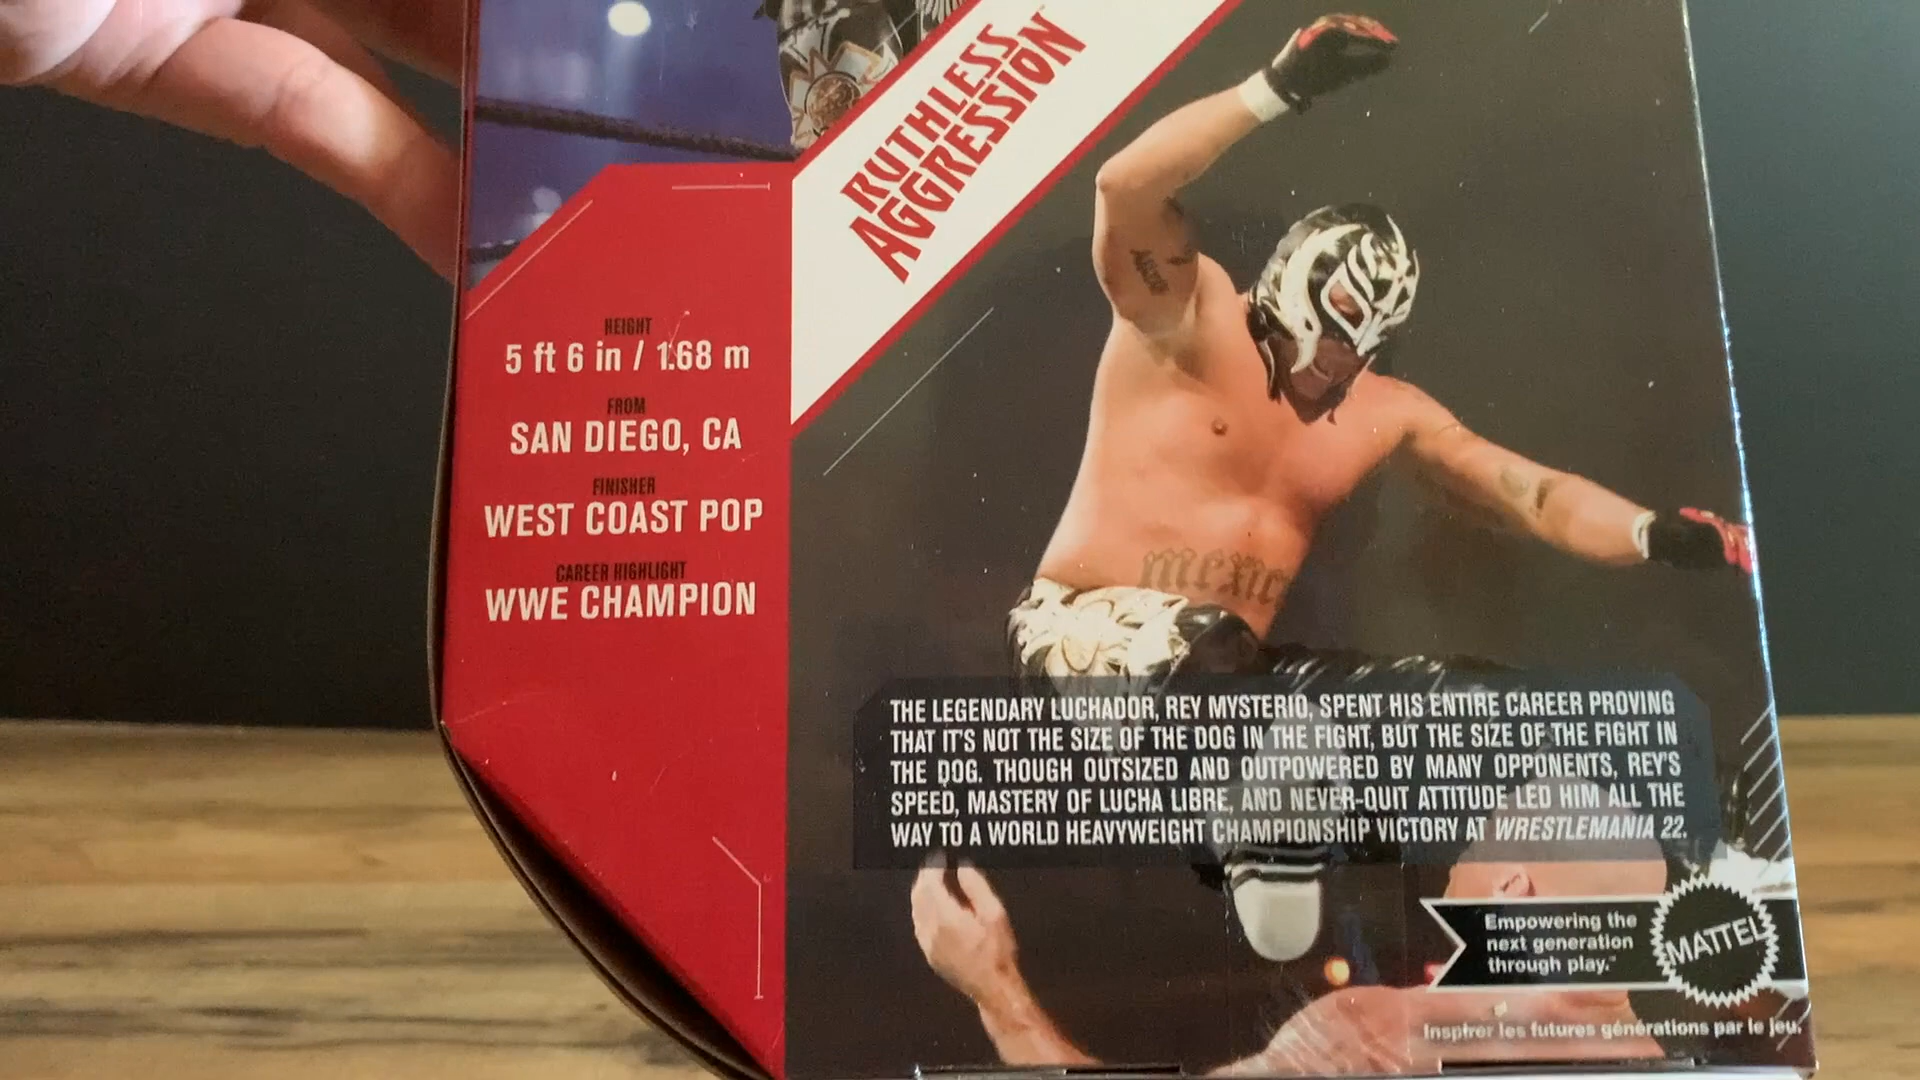 RUTHLESS
AGGRESSION
HEIGHT
5 ft 6 in / 1.68 m
FROM
SAN DIEGO, CA
FINISHER
WEST COAST POP
CAREER HIGHLIGHT
WWE CHAMPION
mexic
THE LEGENDARY LUCHADOR, REY MYSTERIO, SPENT HIS ENTIRE CAREER PROVING
THAT IT'S NOT THE SIZE OF THE DOG IN THE FIGHT, BUT THE SIZE OF THE FIGHT IN
THE DOG. THOUGH OUTSIZED AND OUTPOWERED BY MANY OPPONENTS, REY'S
SPEED, MASTERY OF LUCHA LIBRE, AND NEVER-QUIT ATTITUDE LED HIM ALL THE
WAY TO A WORLD HEAVYWEIGHT CHAMPIONSHIP VICTORY AT WRESTLEMANIA 22.
Empowering the
next generation
through play.™
MATTEL
Inspirer les futures générations par le jeu.